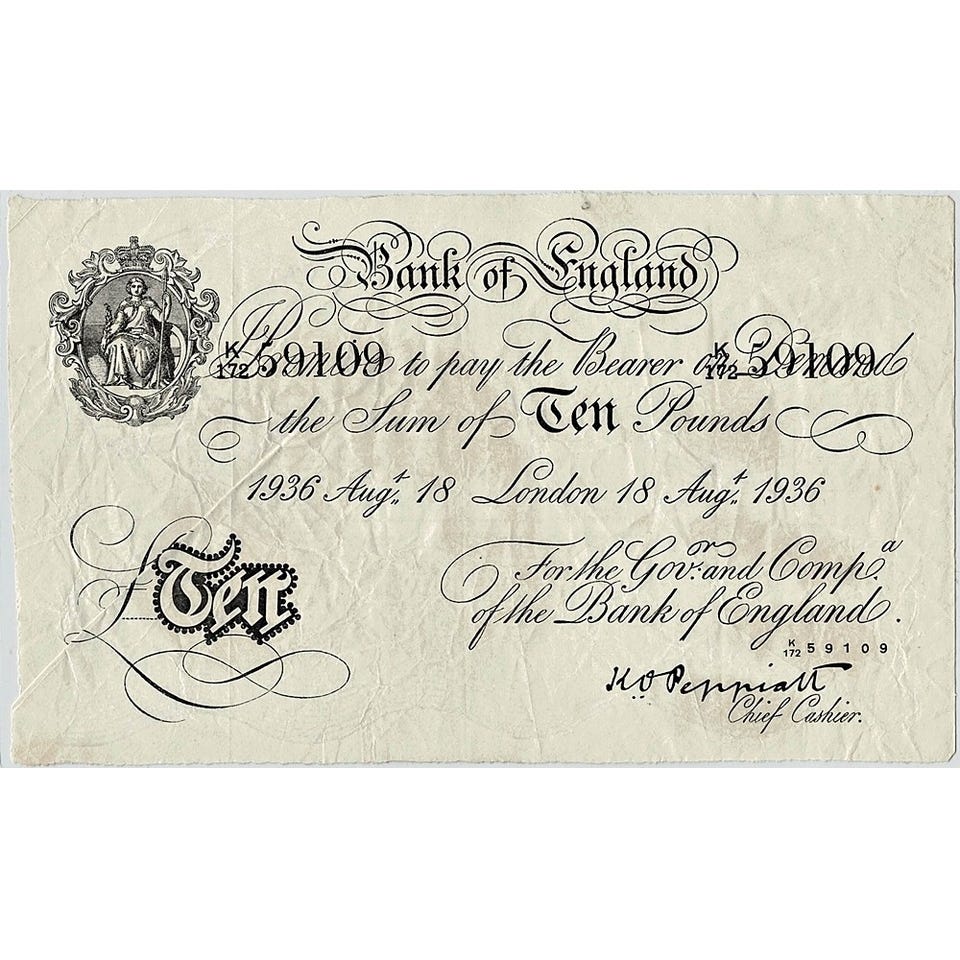 Bank of England
K/172 59109 Promise to pay the Bearer on Demand K/172 59109
the Sum of Ten Pounds
1936 Augt. 18 London 18 Augt. 1936
For the Govr. and Compa.
of the Bank of England.
£Ten
K/172 59109
K.O. Peppiatt
Chief Cashier.